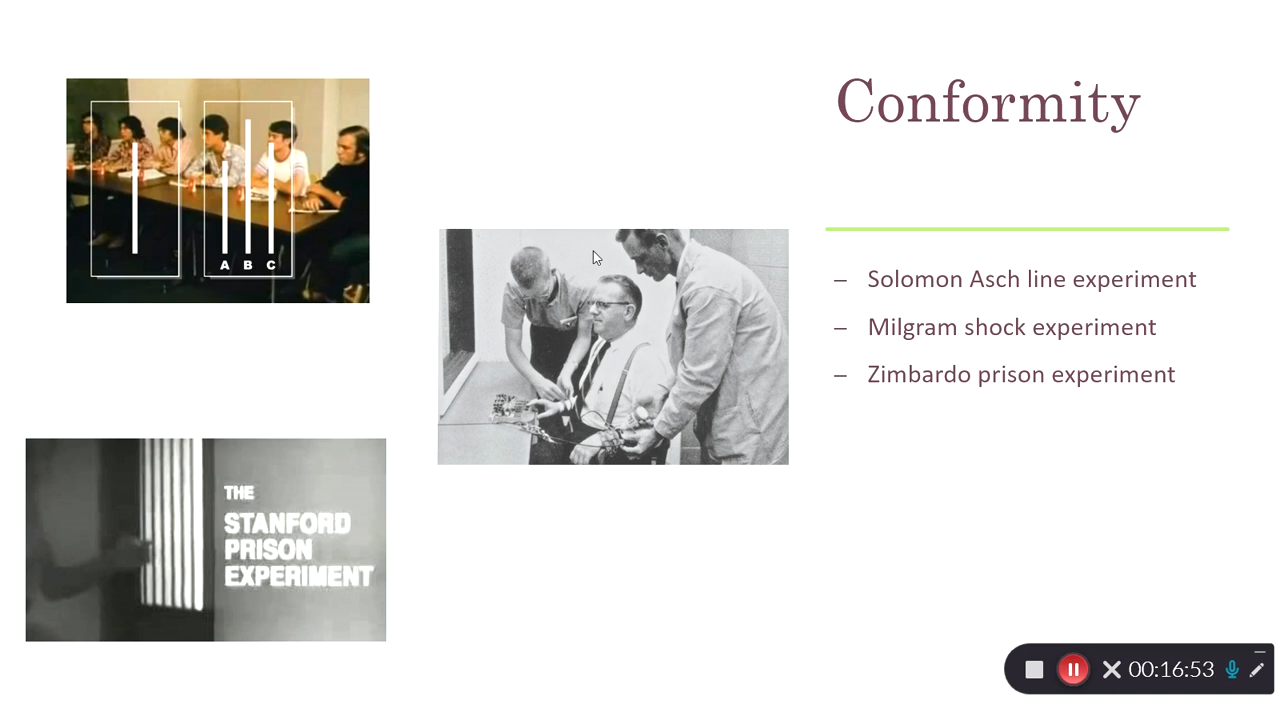 Conformity
– Solomon Asch line experiment
– Milgram shock experiment
– Zimbardo prison experiment
A B C
THE
STANFORD
PRISON
EXPERIMENT
00:16:53